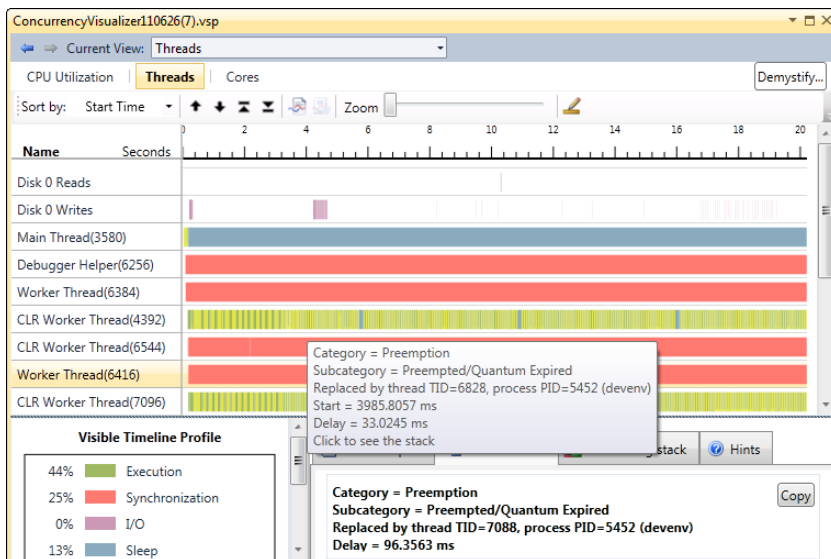 ConcurrencyVisualizer110626(7).vsp
Current View: Threads
CPU Utilization Threads Cores Demystify...
Sort by: Start Time Zoom
0 2 4 6 8 10 12 14 16 18 20
Name Seconds
Disk 0 Reads
Disk 0 Writes
Main Thread(3580)
Debugger Helper(6256)
Worker Thread(6384)
CLR Worker Thread(4392)
CLR Worker Thread(6544)
Worker Thread(6416)
CLR Worker Thread(7096)
Category = Preemption
Subcategory = Preempted/Quantum Expired
Replaced by thread TID=6828, process PID=5452 (devenv)
Start = 3985.8057 ms
Delay = 33.0245 ms
Click to see the stack
Visible Timeline Profile
44% Execution
25% Synchronization
0% I/O
13% Sleep
stack Hints
Category = Preemption Copy
Subcategory = Preempted/Quantum Expired
Replaced by thread TID=7088, process PID=5452 (devenv)
Delay = 96.3563 ms